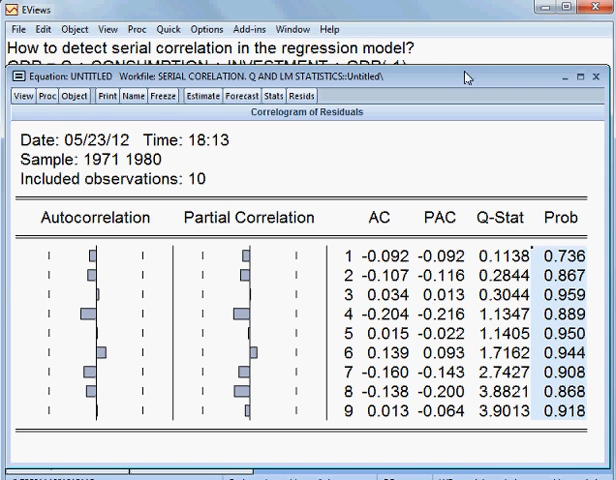 EViews
File Edit Object View Proc Quick Options Add-ins Window Help
How to detect serial correlation in the regression model?
Equation: UNTITLED Workfile: SERIAL CORELATION. Q AND LM STATISTICS::Untitled\
View Proc Object Print Name Freeze Estimate Forecast Stats Resids
Correlogram of Residuals
Date: 05/23/12 Time: 18:13
Sample: 1971 1980
Included observations: 10
Autocorrelation Partial Correlation AC PAC Q-Stat Prob
1 -0.092 -0.092 0.1138 0.736
2 -0.107 -0.116 0.2844 0.867
3 0.034 0.013 0.3044 0.959
4 -0.204 -0.216 1.1347 0.889
5 0.015 -0.022 1.1405 0.950
6 0.139 0.093 1.7162 0.944
7 -0.160 -0.143 2.7427 0.908
8 -0.138 -0.200 3.8821 0.868
9 0.013 -0.064 3.9013 0.918